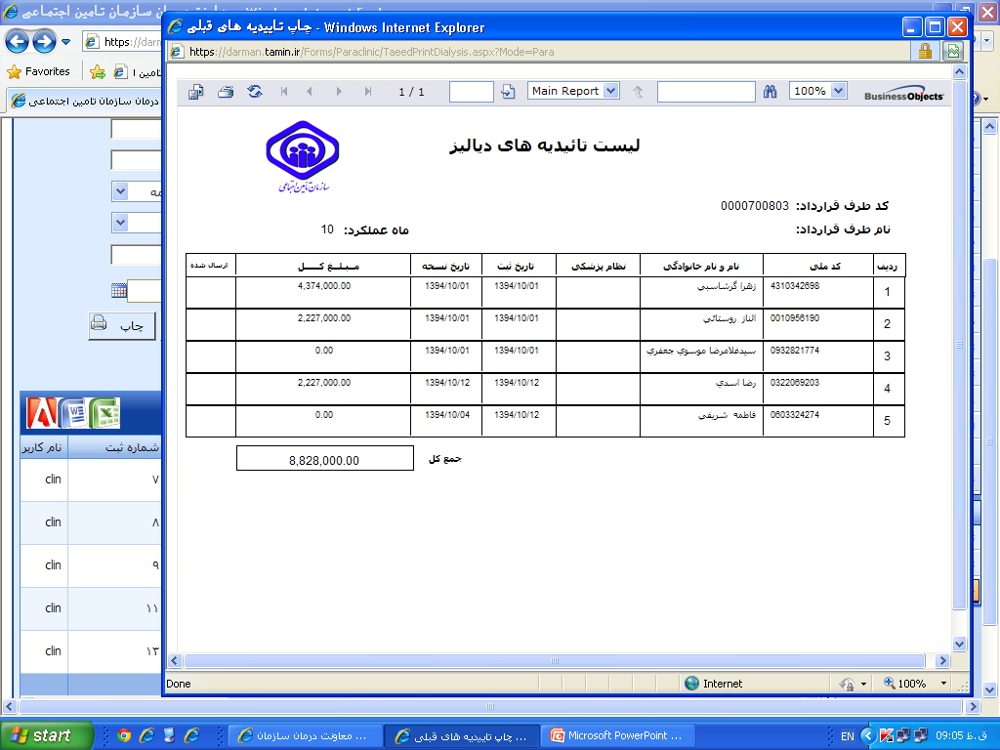 چاپ تاییدیه های قبلی - Windows Internet Explorer
https://darman.tamin.ir/Forms/Paraclinic/TaeedPrintDialysis.aspx?Mode=Para
https://darm
Favorites
تامین ا
درمان سازمان تامین اجتماعی
1 / 1
Main Report
100%
BusinessObjects
لیست تائیدیه های دیالیز
سازمان تامین اجتماعی
کد طرف قرارداد: 0000700803
نام طرف قرارداد:
ماه عملکرد: 10
ردیف کد ملی نام و نام خانوادگی نظام پزشکی تاریخ ثبت تاریخ نسخه مبلغ کل ارسال شده
1 4310342698 زهرا گرشاسبي 1394/10/01 1394/10/01 4,374,000.00
2 0010956190 الناز روستائي 1394/10/01 1394/10/01 2,227,000.00
3 0932821774 سيدغلامرضا موسوي جعفري 1394/10/01 1394/10/01 0.00
4 0322069203 رضا اسدي 1394/10/12 1394/10/12 2,227,000.00
5 0603324274 فاطمه شريفي 1394/10/12 1394/10/04 0.00
جمع کل 8,828,000.00
مه
چاپ
شماره ثبت نام کاربر
۷ clin
۸ clin
۹ clin
۱۱ clin
۱۳ clin
Done Internet 100%
start
معاونت درمان سازمان ...
چاپ تاییدیه های قبلی ...
Microsoft PowerPoint ...
EN
09:05 ق.ظ